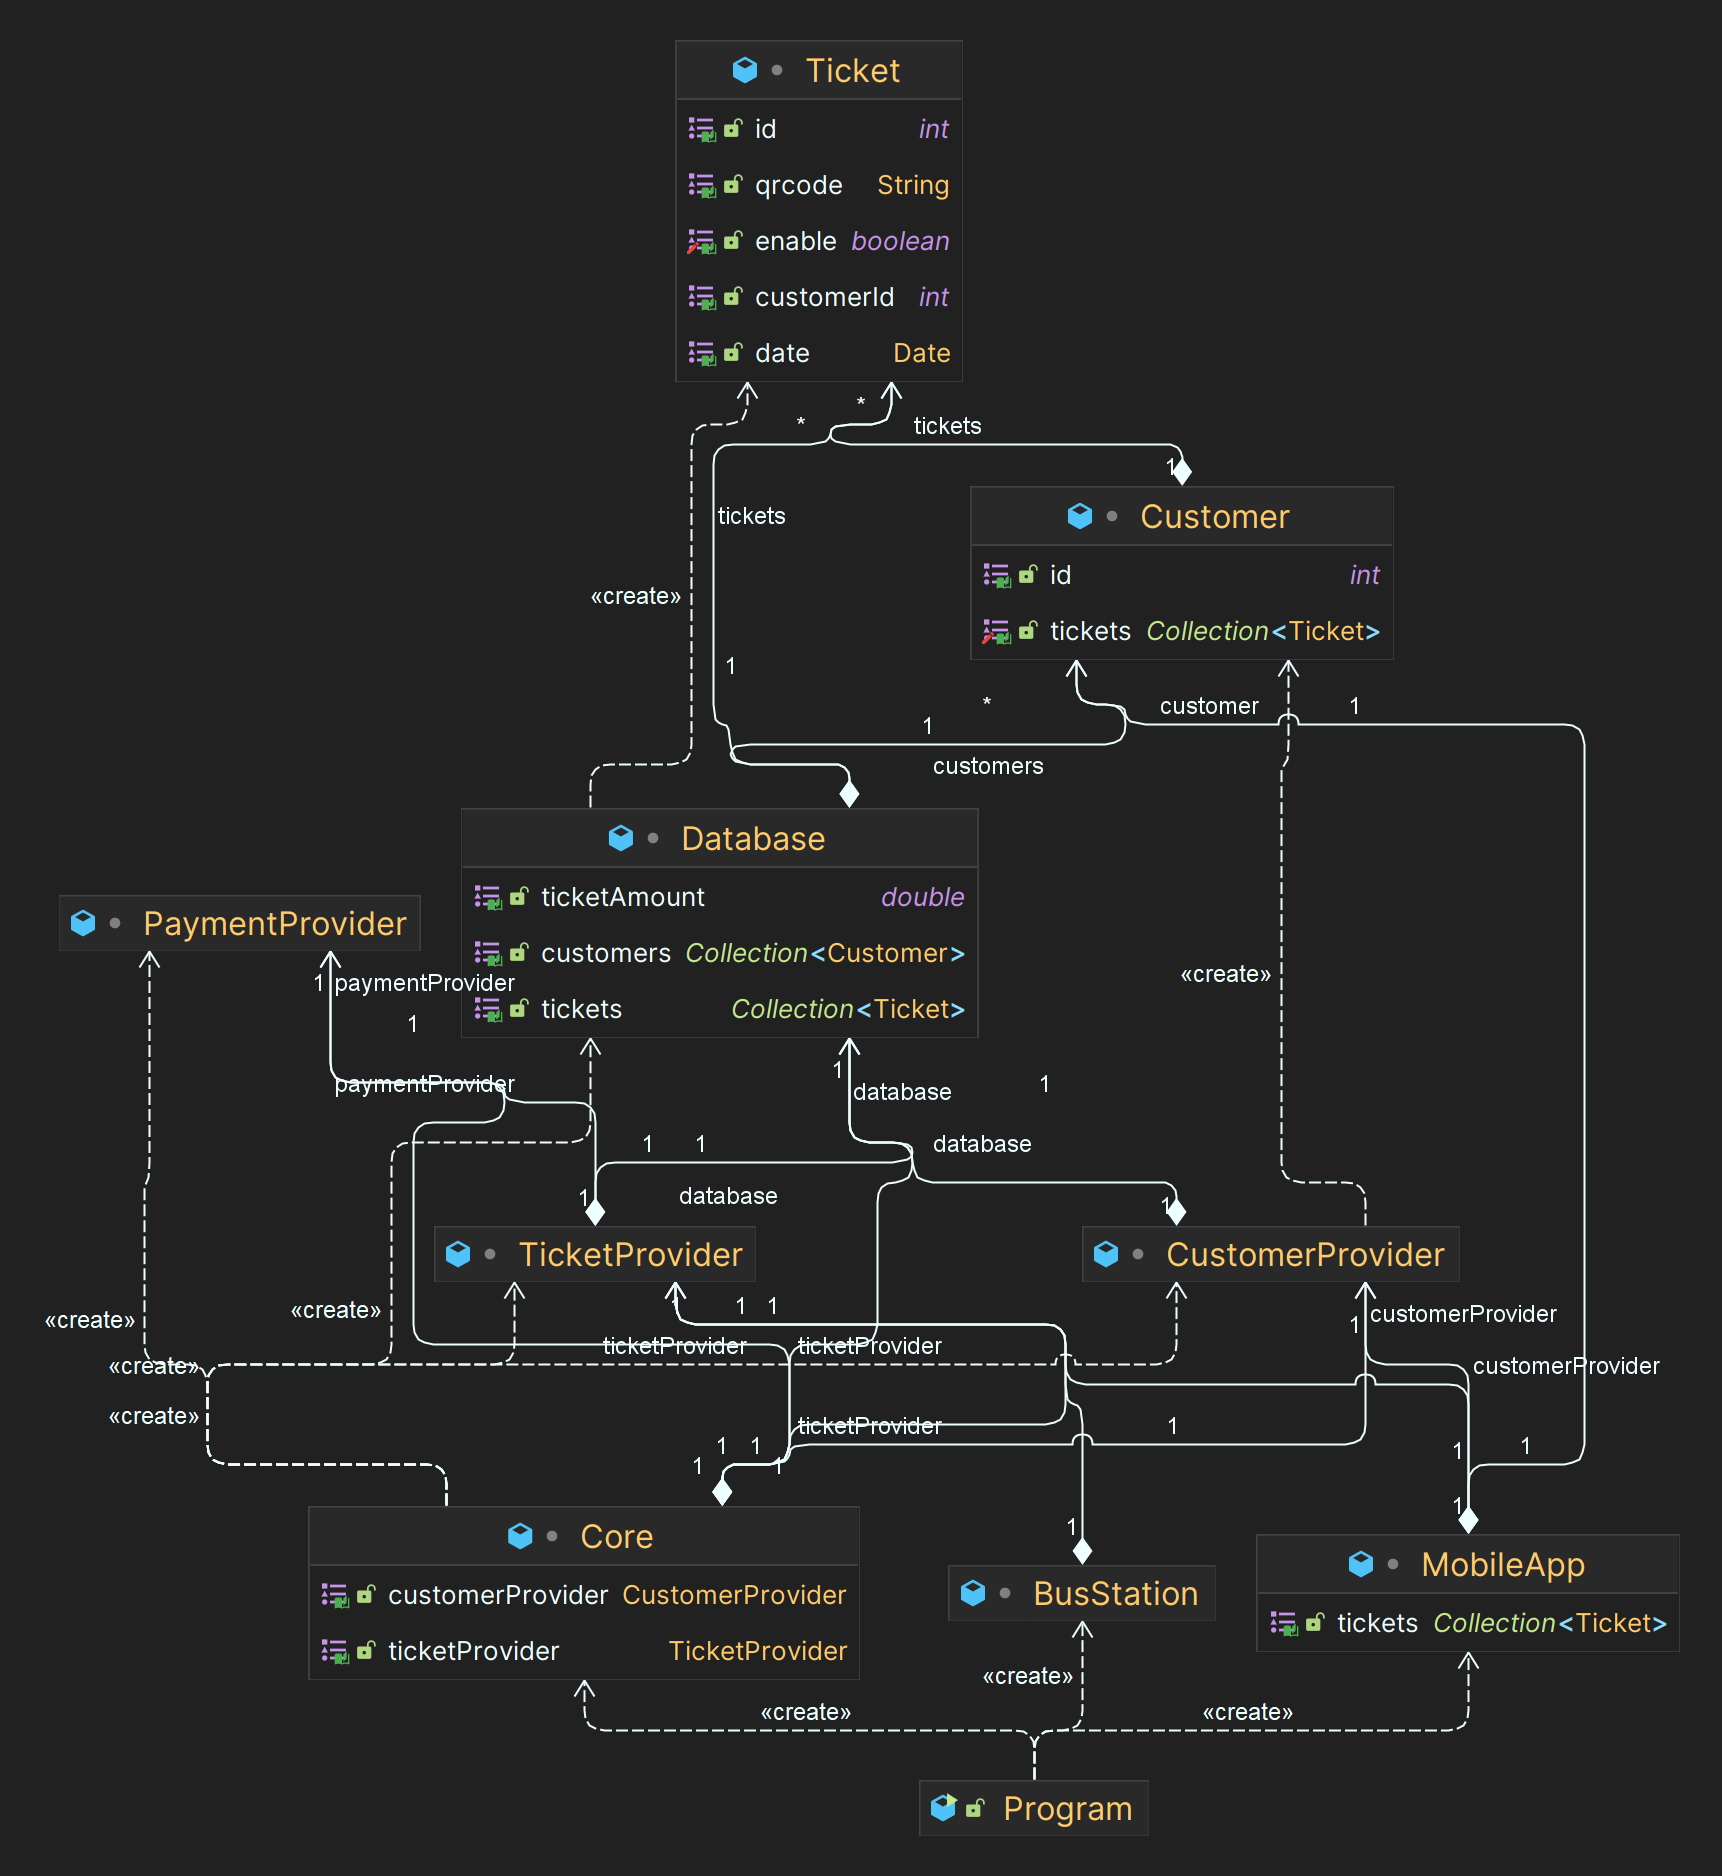 Ticket
id int
qrcode String
enable boolean
customerId int
date Date
*
*
tickets
1
Customer
id int
tickets Collection<Ticket>
tickets
«create»
1
*
customer
1
1
customers
Database
ticketAmount double
customers Collection<Customer>
tickets Collection<Ticket>
PaymentProvider
«create»
1
paymentProvider
1
1
database
1
paymentProvider
1
1
database
database
1
1
TicketProvider
CustomerProvider
«create»
«create»
1
1
1
customerProvider
1
ticketProvider
ticketProvider
«create»
customerProvider
«create»
ticketProvider
1
1
1
1
1
1
1
1
1
Core
customerProvider CustomerProvider
ticketProvider TicketProvider
BusStation
MobileApp
tickets Collection<Ticket>
«create»
«create»
«create»
Program